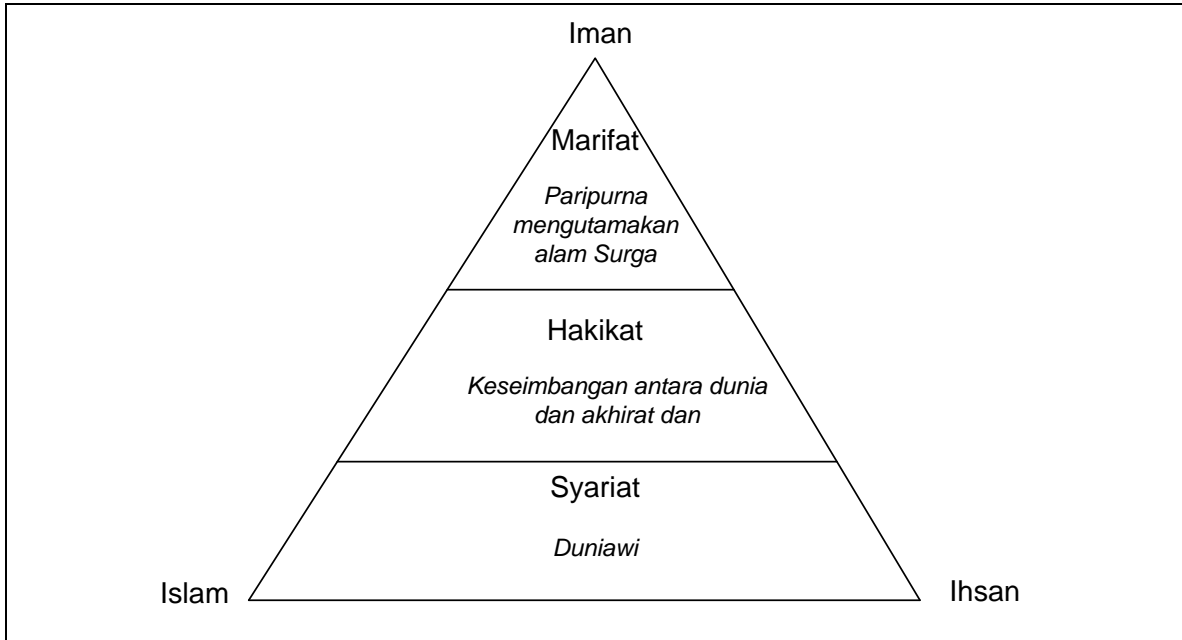 Iman
Marifat
Paripurna
mengutamakan
alam Surga
Hakikat
Keseimbangan antara dunia
dan akhirat dan
Syariat
Duniawi
Islam
Ihsan